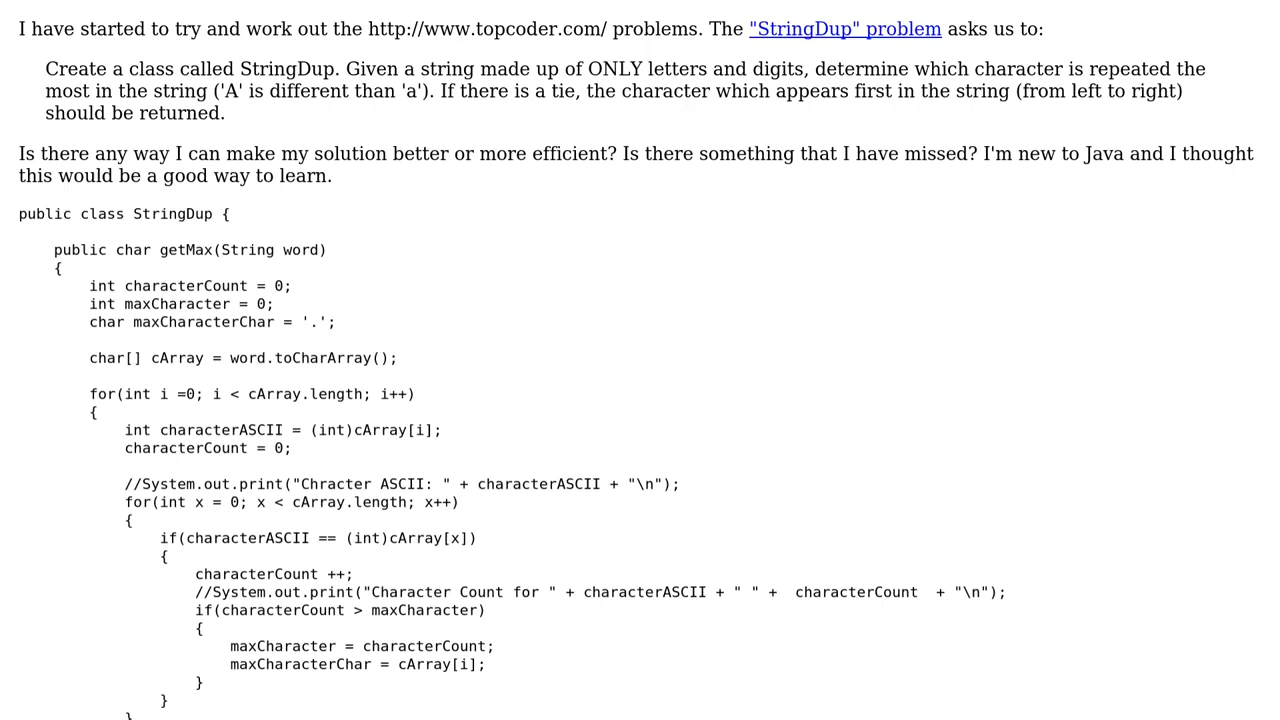 I have started to try and work out the http://www.topcoder.com/ problems. The "StringDup" problem asks us to:
Create a class called StringDup. Given a string made up of ONLY letters and digits, determine which character is repeated the
most in the string ('A' is different than 'a'). If there is a tie, the character which appears first in the string (from left to right)
should be returned.
Is there any way I can make my solution better or more efficient? Is there something that I have missed? I'm new to Java and I thought
this would be a good way to learn.
public class StringDup {
    public char getMax(String word)
    {
        int characterCount = 0;
        int maxCharacter = 0;
        char maxCharacterChar = '.';
        char[] cArray = word.toCharArray();
        for(int i =0; i < cArray.length; i++)
        {
            int characterASCII = (int)cArray[i];
            characterCount = 0;
            //System.out.print("Chracter ASCII: " + characterASCII + "\n");
            for(int x = 0; x < cArray.length; x++)
            {
                if(characterASCII == (int)cArray[x])
                {
                    characterCount ++;
                    //System.out.print("Character Count for " + characterASCII + " " +  characterCount  + "\n");
                    if(characterCount > maxCharacter)
                    {
                        maxCharacter = characterCount;
                        maxCharacterChar = cArray[i];
                    }
                }
            }